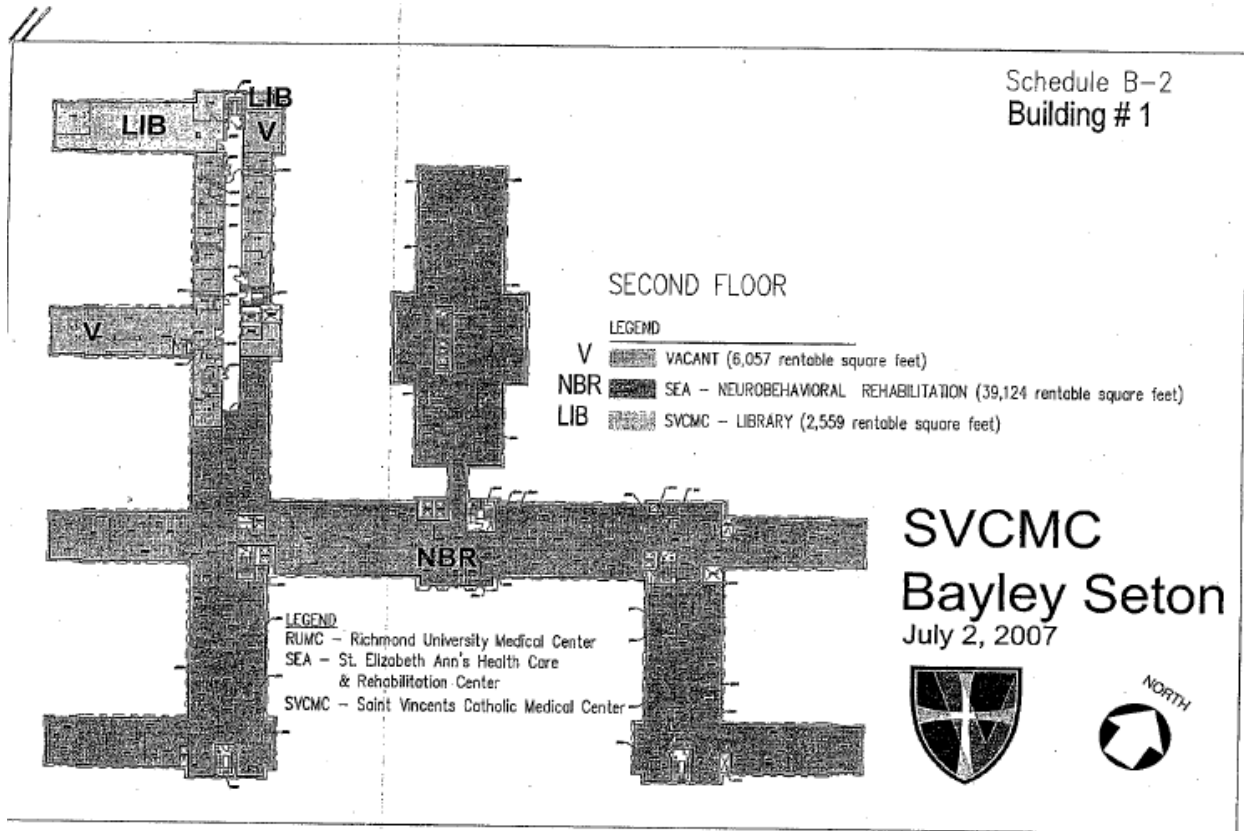 Schedule B-2
Building # 1
LIB
LIB
V
V
SECOND FLOOR
LEGEND
V VACANT (6,057 rentable square feet)
NBR SEA - NEUROBEHAVIORAL REHABILITATION (39,124 rentable square feet)
LIB SVCMC - LIBRARY (2,559 rentable square feet)
NBR
LEGEND
RUMC - Richmond University Medical Center
SEA - St. Elizabeth Ann's Health Care
& Rehabilitation Center
SVCMC - Saint Vincents Catholic Medical Center
SVCMC
Bayley Seton
July 2, 2007
NORTH